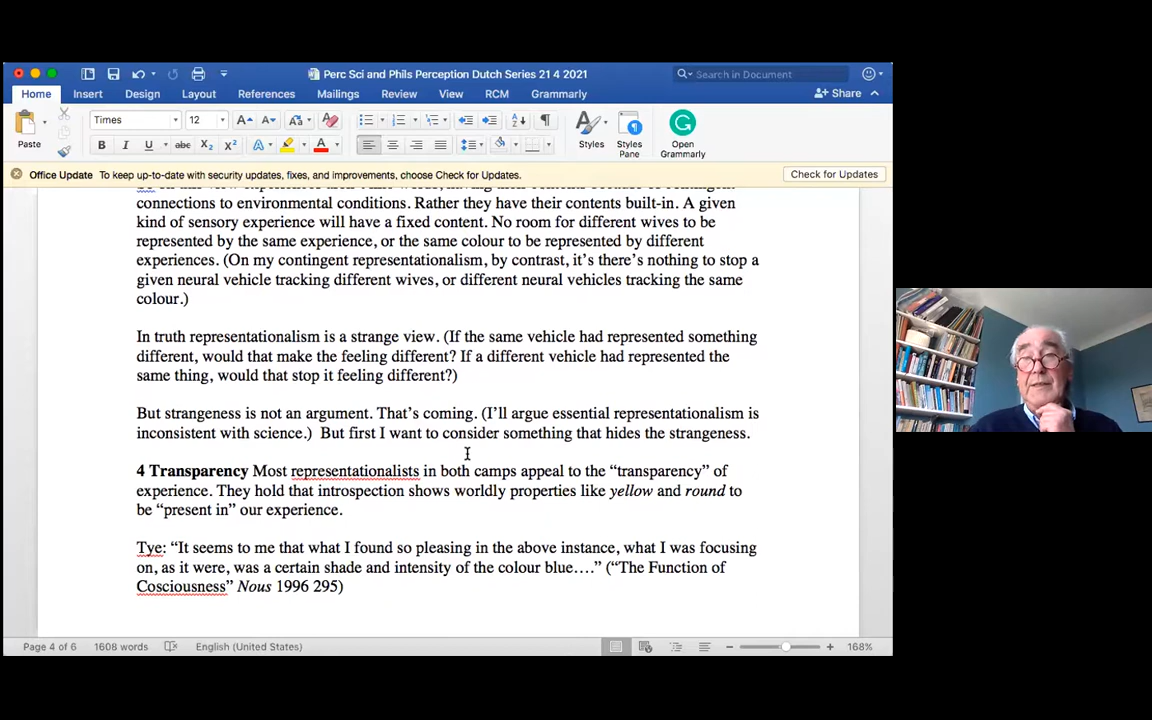 Perc Sci and Phils Perception Dutch Series 21 4 2021
Search in Document
Home Insert Design Layout References Mailings Review View RCM Grammarly
Share
Paste
Times 12
B I U abc X2 X2 A A
Styles Styles Pane Open Grammarly
Office Update To keep up-to-date with security updates, fixes, and improvements, choose Check for Updates. Check for Updates
connections to environmental conditions. Rather they have their contents built-in. A given
kind of sensory experience will have a fixed content. No room for different wives to be
represented by the same experience, or the same colour to be represented by different
experiences. (On my contingent representationalism, by contrast, it’s there’s nothing to stop a
given neural vehicle tracking different wives, or different neural vehicles tracking the same
colour.)
In truth representationalism is a strange view. (If the same vehicle had represented something
different, would that make the feeling different? If a different vehicle had represented the
same thing, would that stop it feeling different?)
But strangeness is not an argument. That’s coming. (I’ll argue essential representationalism is
inconsistent with science.) But first I want to consider something that hides the strangeness.
4 Transparency Most representationalists in both camps appeal to the “transparency” of
experience. They hold that introspection shows worldly properties like yellow and round to
be “present in” our experience.
Tye: “It seems to me that what I found so pleasing in the above instance, what I was focusing
on, as it were, was a certain shade and intensity of the colour blue….” (“The Function of
Cosciousness” Nous 1996 295)
Page 4 of 6 1608 words English (United States) 168%